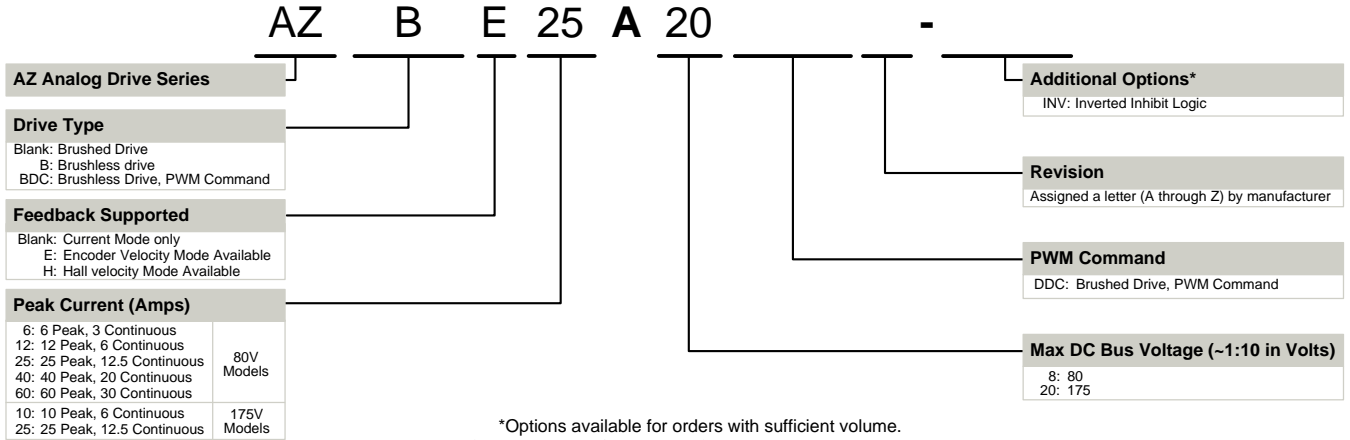 AZ B E 25 A 20 -
AZ Analog Drive Series
Drive Type
Blank: Brushed Drive
B: Brushless drive
BDC: Brushless Drive, PWM Command
Feedback Supported
Blank: Current Mode only
E: Encoder Velocity Mode Available
H: Hall velocity Mode Available
Peak Current (Amps)
6: 6 Peak, 3 Continuous
12: 12 Peak, 6 Continuous
25: 25 Peak, 12.5 Continuous
40: 40 Peak, 20 Continuous
60: 60 Peak, 30 Continuous
80V
Models
10: 10 Peak, 6 Continuous
25: 25 Peak, 12.5 Continuous
175V
Models
Additional Options*
INV: Inverted Inhibit Logic
Revision
Assigned a letter (A through Z) by manufacturer
PWM Command
DDC: Brushed Drive, PWM Command
Max DC Bus Voltage (~1:10 in Volts)
8: 80
20: 175
*Options available for orders with sufficient volume.